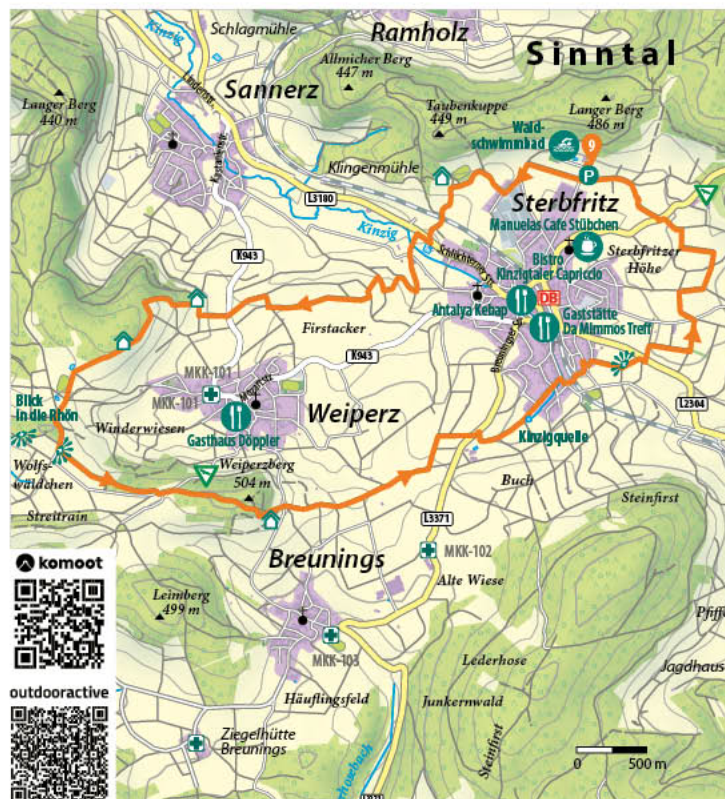 Kinzig
Schlagmühle
Ramholz
Sinntal
Allmicher Berg
447 m
Langer Berg
440 m
Sannerz
Lindenstr.
Taubenkuppe
449 m
Langer Berg
486 m
Wald-
schwimmbad
9
P
Klingenmühle
L3180
Kinzig
Sterbfritz
Manuelas Cafe Stübchen
Sterbfritzer
Höhe
K943
Schlüchterner Str.
Bistro
Kinzigtaler Capriccio
DB
Antalya Kebap
Gaststätte
Da Mimmos Treff
Firstacker
K943
MKK-101
MKK-101
Weiperz
Gasthaus Döppler
Blick
in die Rhön
Winderwiesen
L2304
Kinzigquelle
Wolfs-
wäldchen
Weiperzberg
504 m
Streitrain
Buch
Steinfirst
L3371
MKK-102
Breunings
Alte Wiese
komoot
Leimberg
499 m
MKK-103
Lederhose
Jagdhaus
outdooractive
Häuflingsfeld
Junkernwald
Ziegelhütte
Breunings
Steinfirst
0
500 m